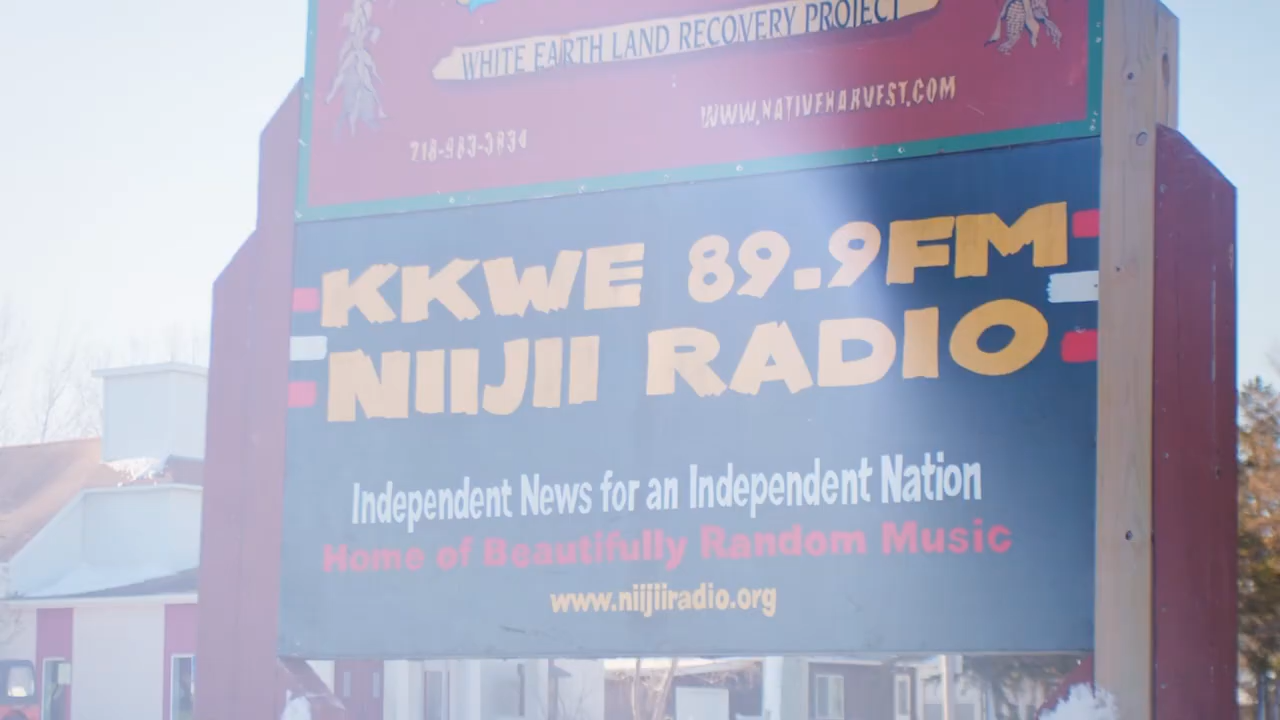 WHITE EARTH LAND RECOVERY PROJECT
WWW.NATIVEHARVEST.COM
218-983-3834
KKWE 89.9FM
NIIJII RADIO
Independent News for an Independent Nation
Home of Beautifully Random Music
www.niijiiradio.org